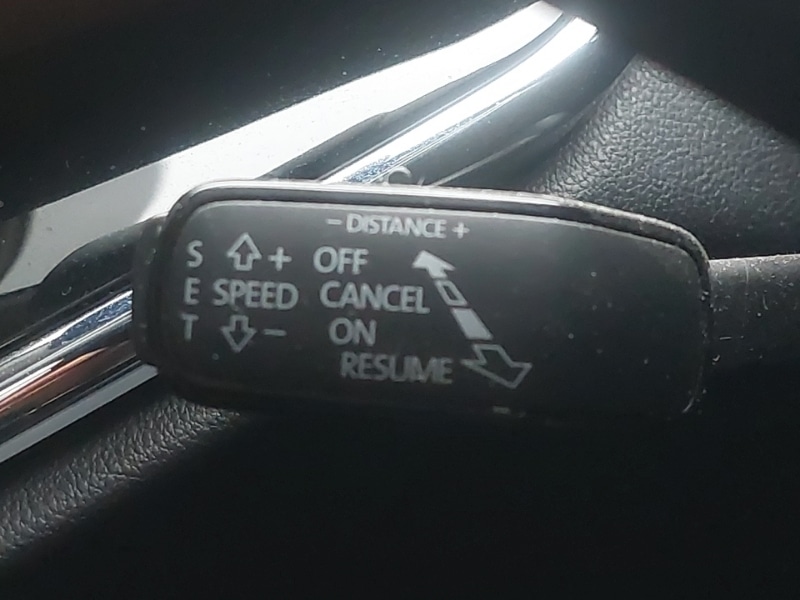 − DISTANCE +
S + OFF
E SPEED CANCEL
T − ON
RESUME